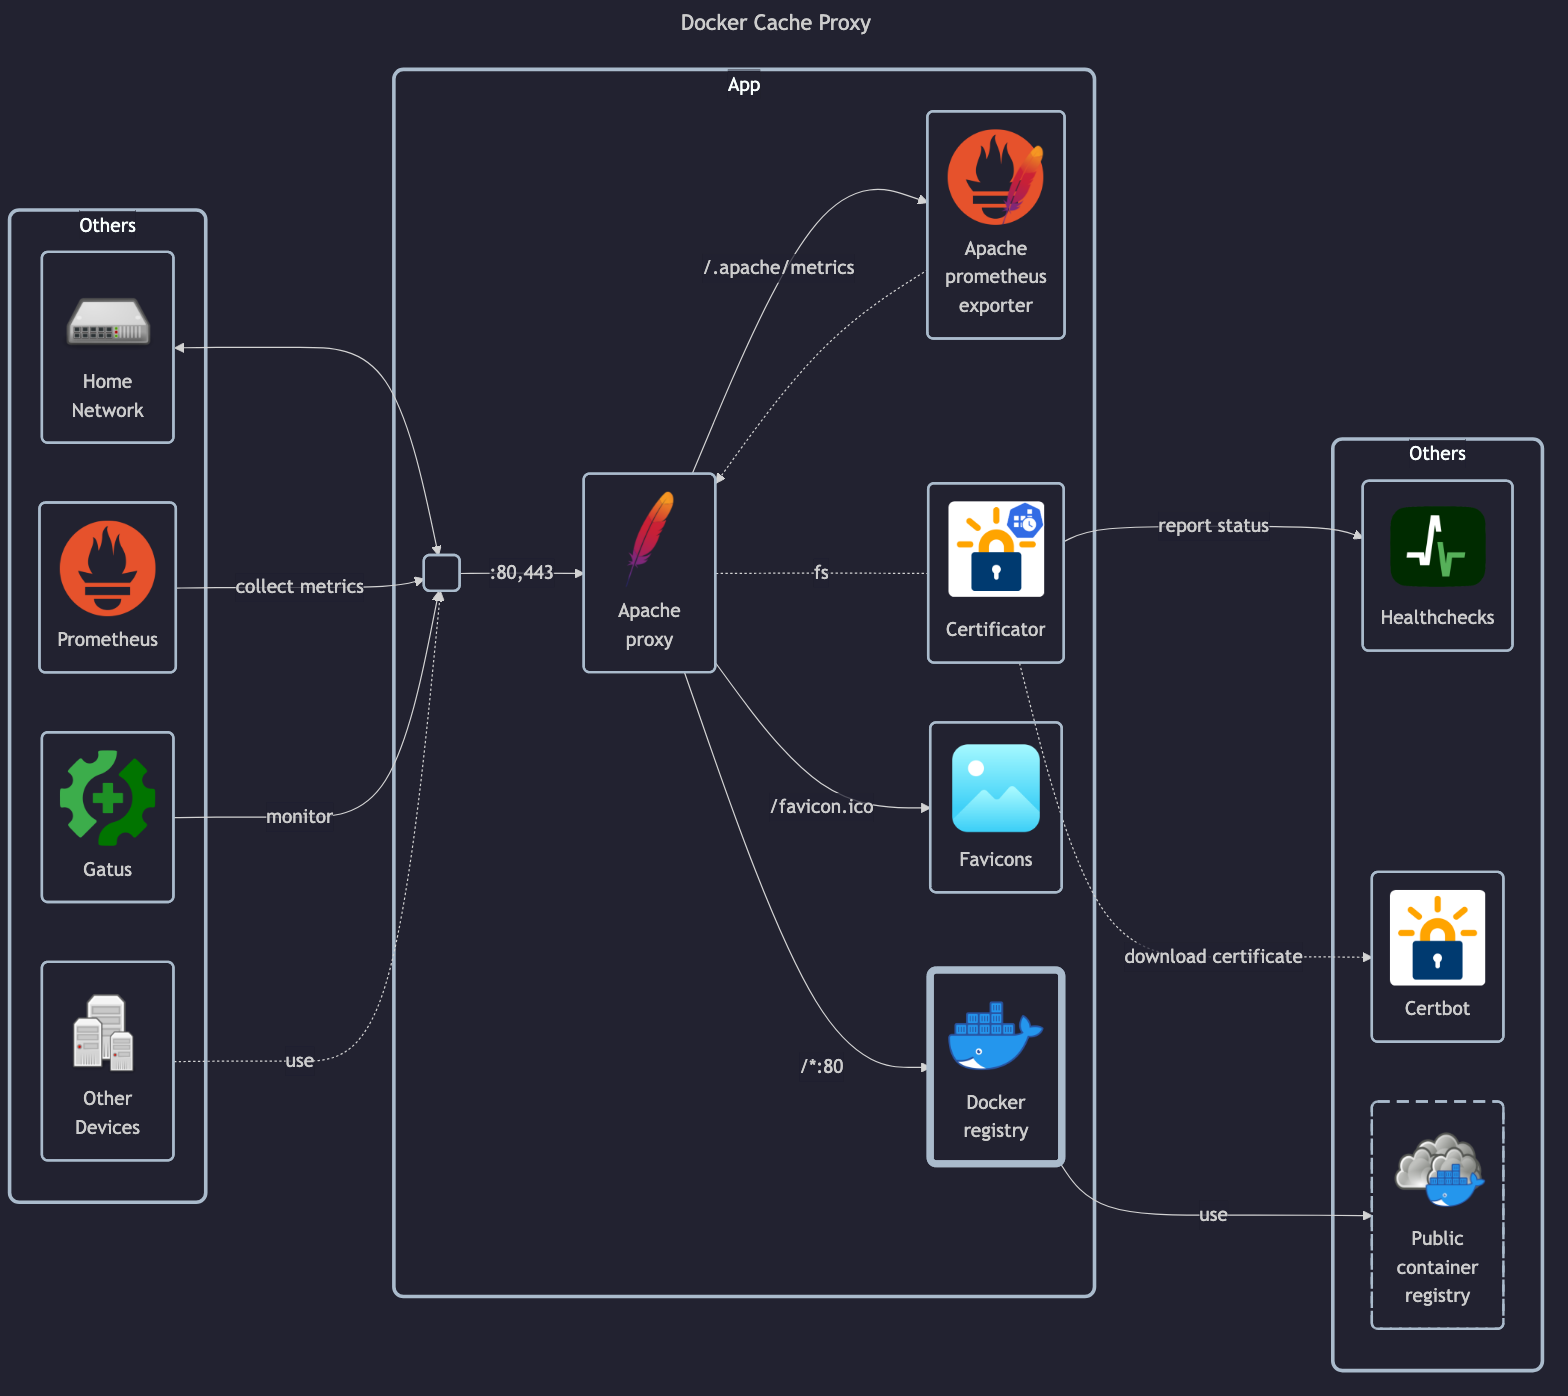 Docker Cache Proxy
App
Others
Home
Network
Prometheus
Gatus
Other
Devices
collect metrics
monitor
use
:80,443
Apache
proxy
/.apache/metrics
fs
/favicon.ico
/*:80
Apache
prometheus
exporter
Certificator
Favicons
Docker
registry
report status
download certificate
use
Others
Healthchecks
Certbot
Public
container
registry